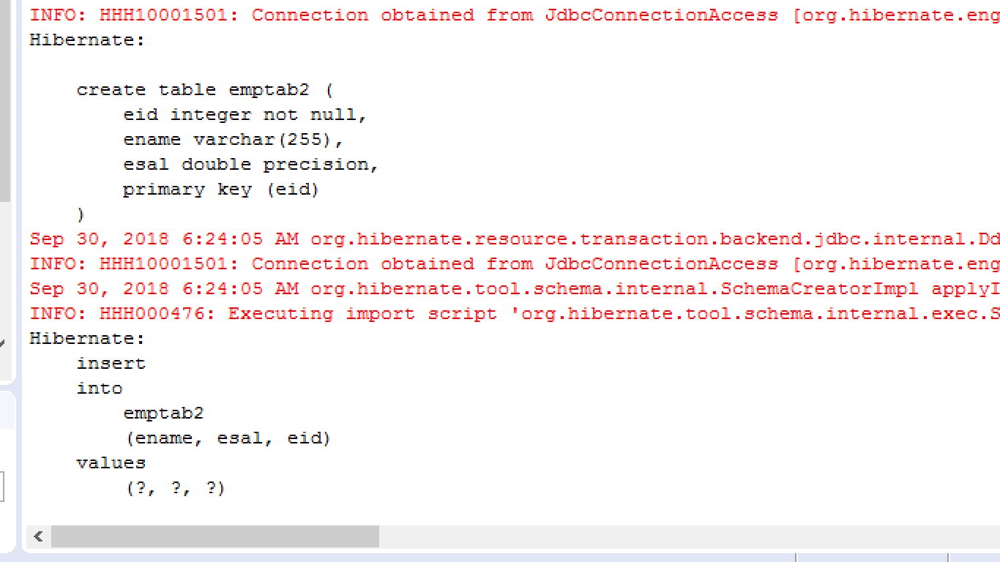 INFO: HHH10001501: Connection obtained from JdbcConnectionAccess [org.hibernate.eng
Hibernate:
create table emptab2 (
eid integer not null,
ename varchar(255),
esal double precision,
primary key (eid)
)
Sep 30, 2018 6:24:05 AM org.hibernate.resource.transaction.backend.jdbc.internal.Dd
INFO: HHH10001501: Connection obtained from JdbcConnectionAccess [org.hibernate.eng
Sep 30, 2018 6:24:05 AM org.hibernate.tool.schema.internal.SchemaCreatorImpl applyI
INFO: HHH000476: Executing import script 'org.hibernate.tool.schema.internal.exec.S
Hibernate:
insert
into
emptab2
(ename, esal, eid)
values
(?, ?, ?)